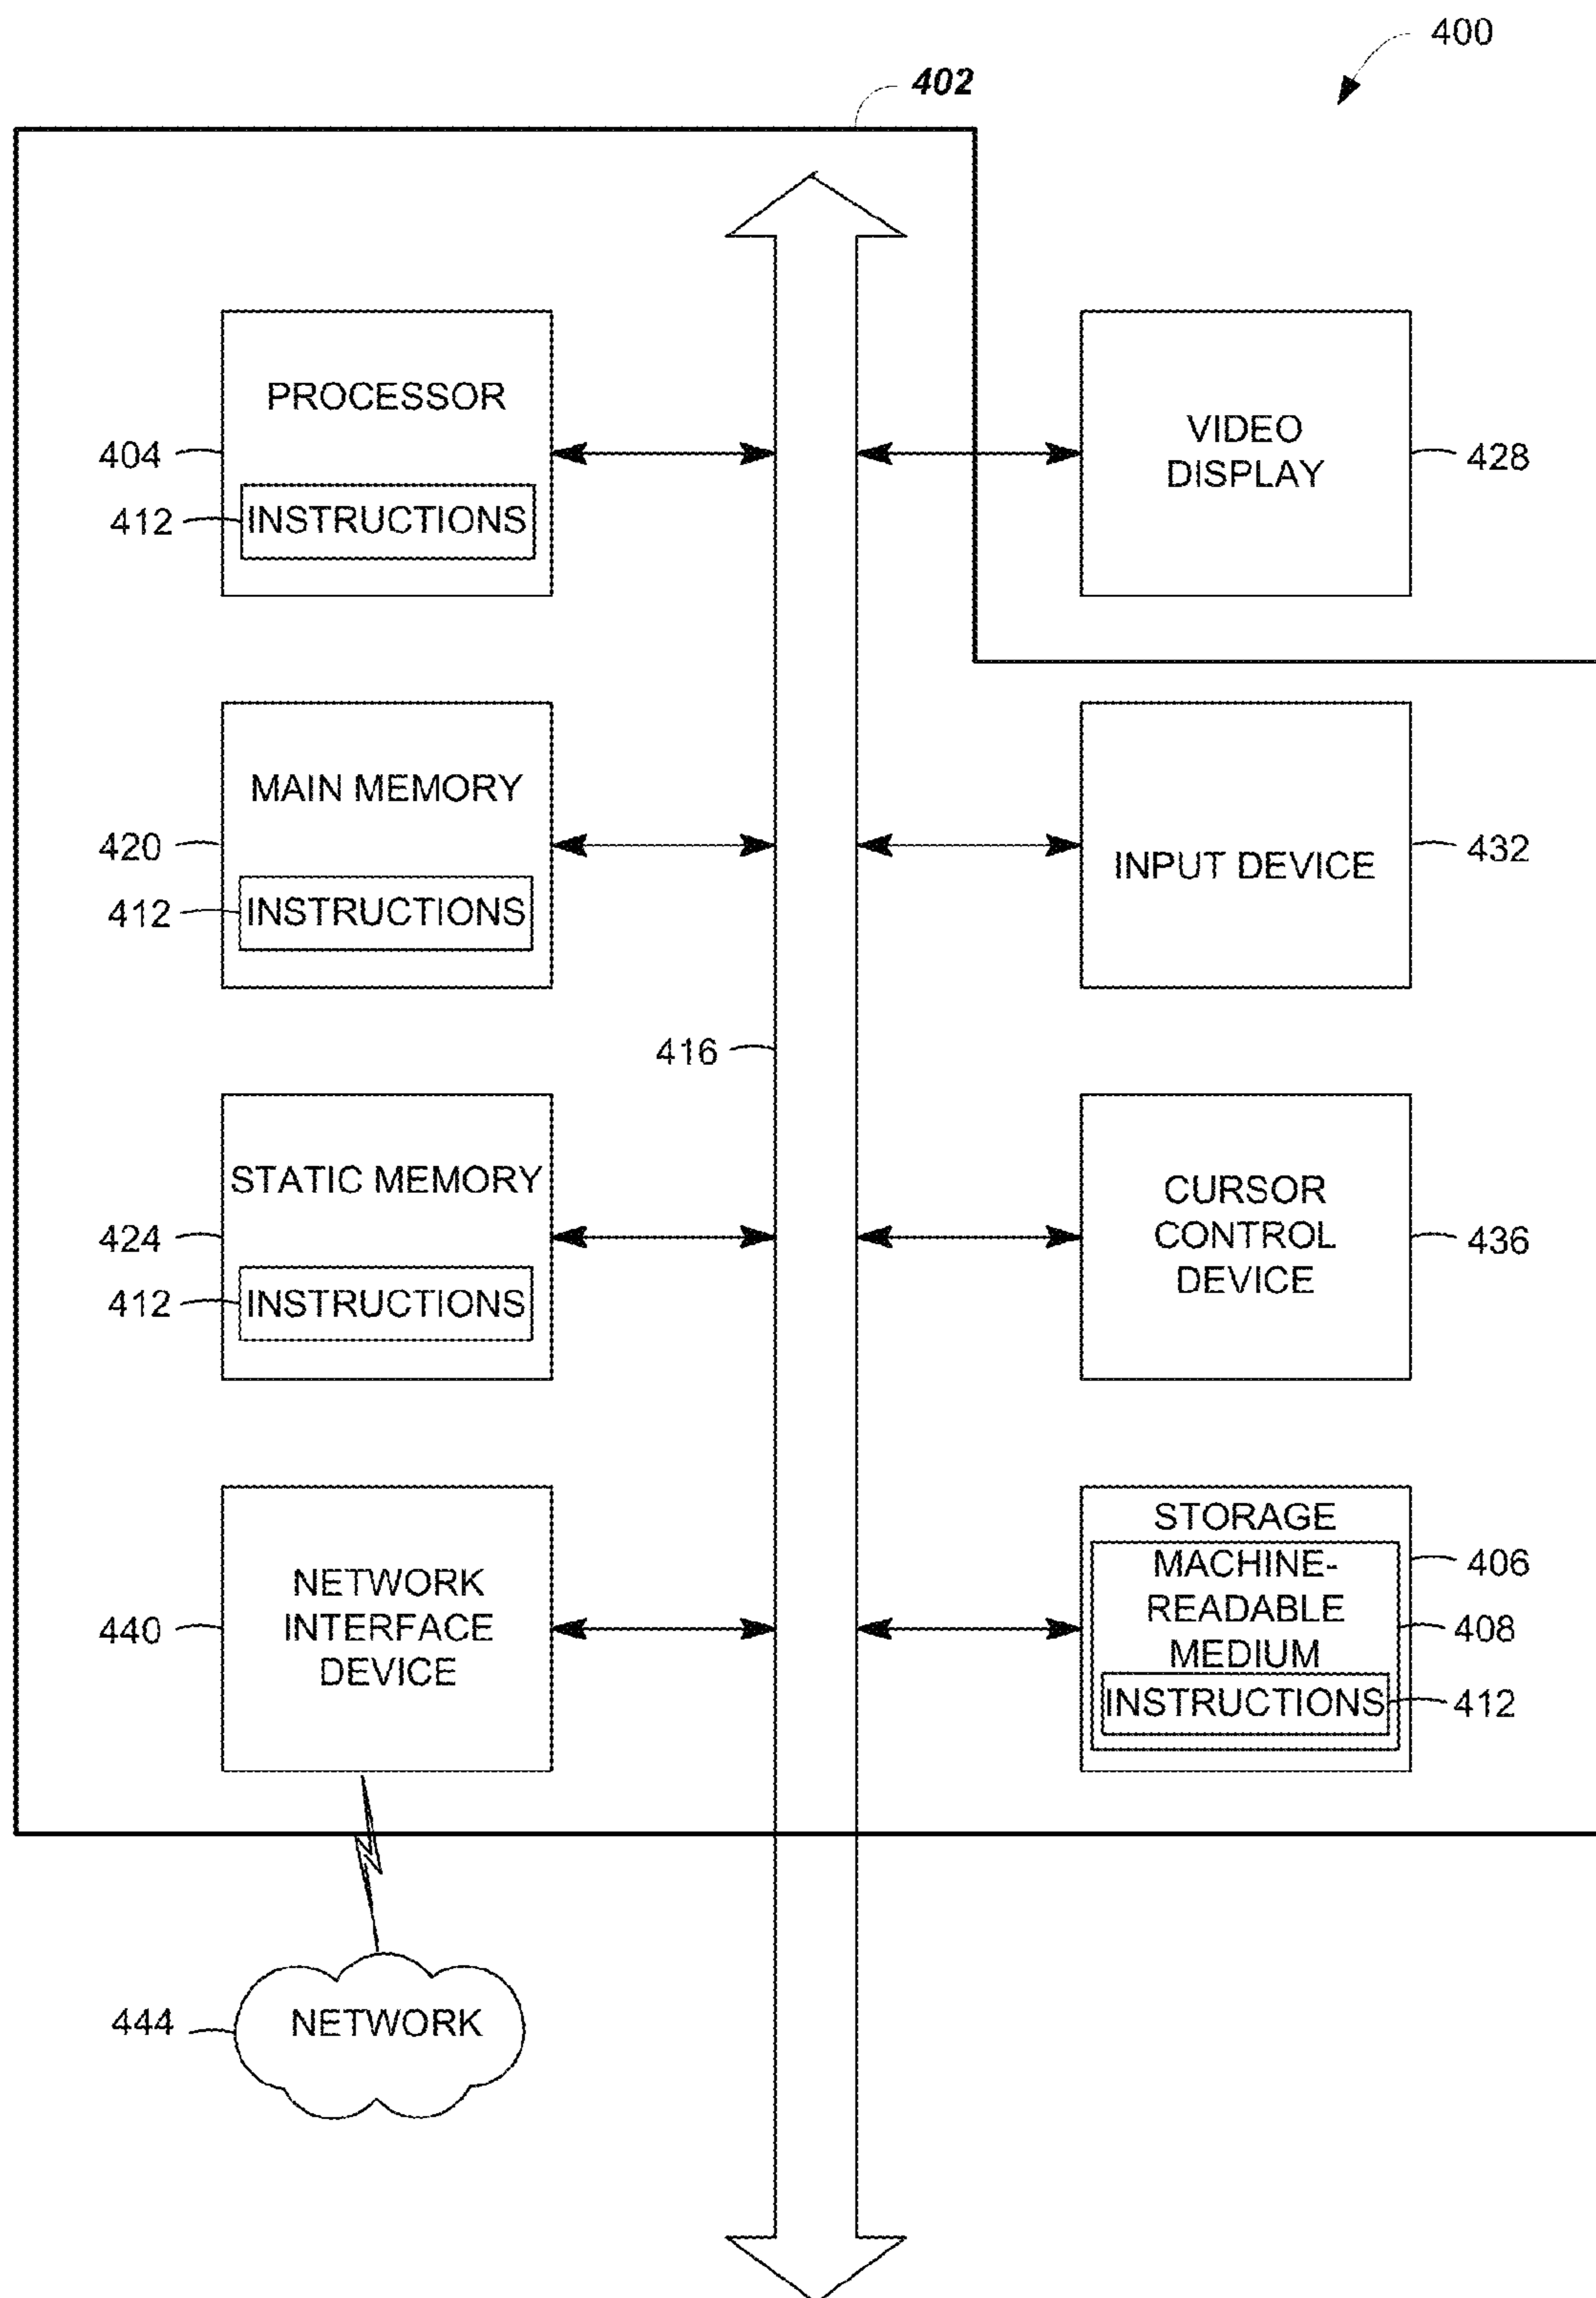 400
402
PROCESSOR
404
412
INSTRUCTIONS
VIDEO
DISPLAY
428
MAIN MEMORY
420
412
INSTRUCTIONS
INPUT DEVICE
432
416
STATIC MEMORY
424
412
INSTRUCTIONS
CURSOR
CONTROL
DEVICE
436
NETWORK
INTERFACE
DEVICE
440
STORAGE
MACHINE-
READABLE
MEDIUM
INSTRUCTIONS
406
408
412
444
NETWORK